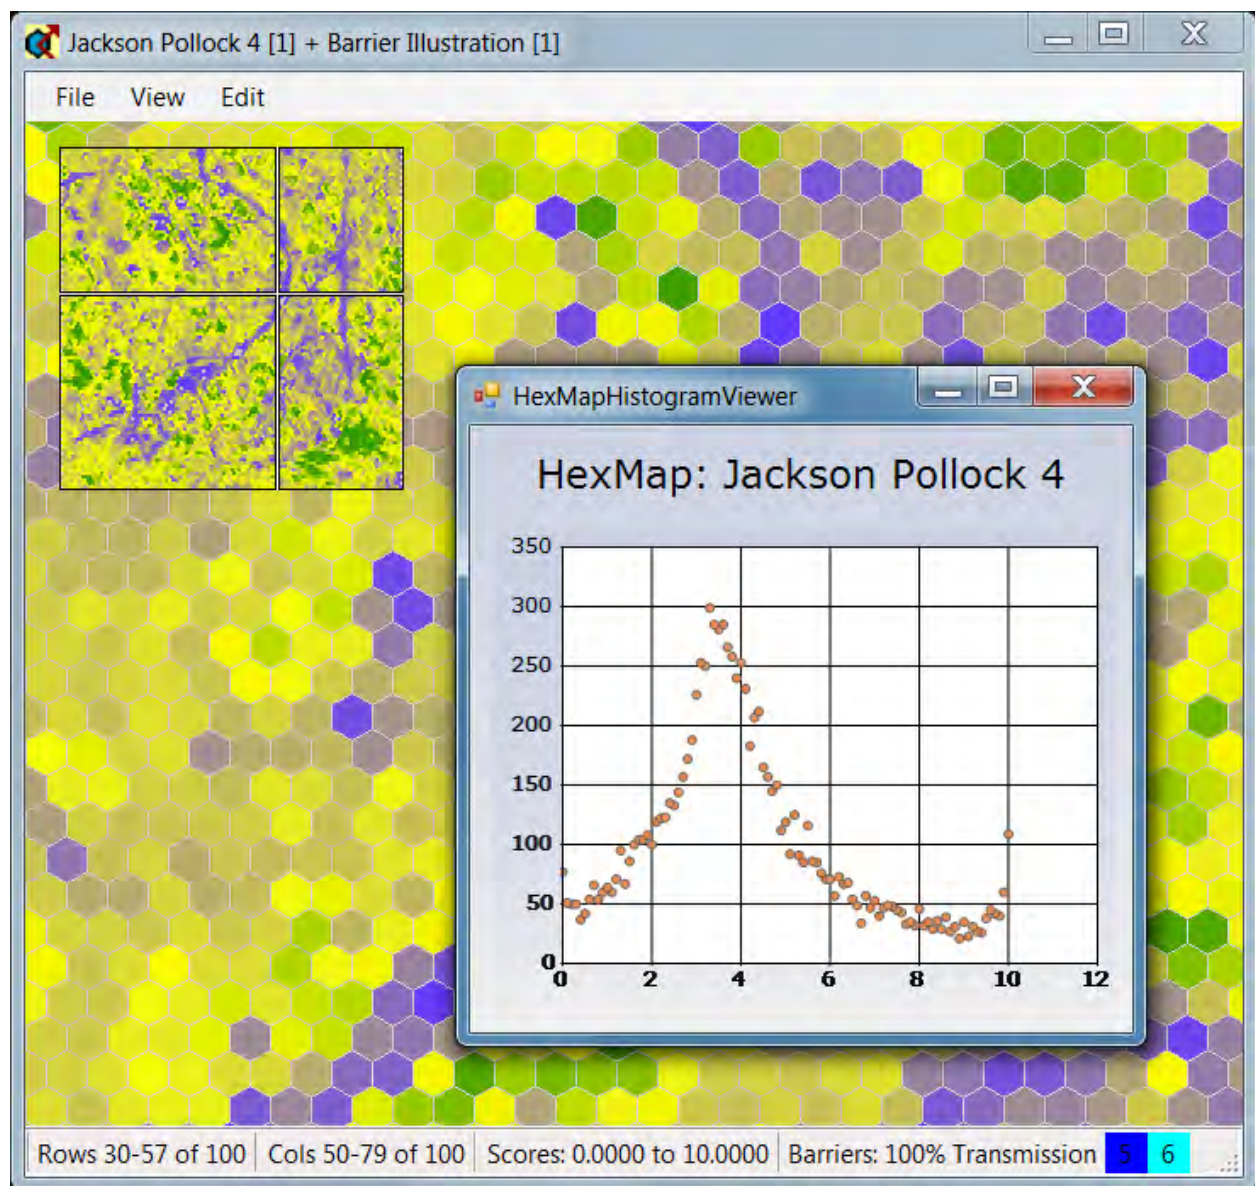 Jackson Pollock 4 [1] + Barrier Illustration [1]
File View Edit
HexMapHistogramViewer
HexMap: Jackson Pollock 4
350
300
250
200
150
100
50
0
0 2 4 6 8 10 12
Rows 30-57 of 100 Cols 50-79 of 100 Scores: 0.0000 to 10.0000 Barriers: 100% Transmission 5 6